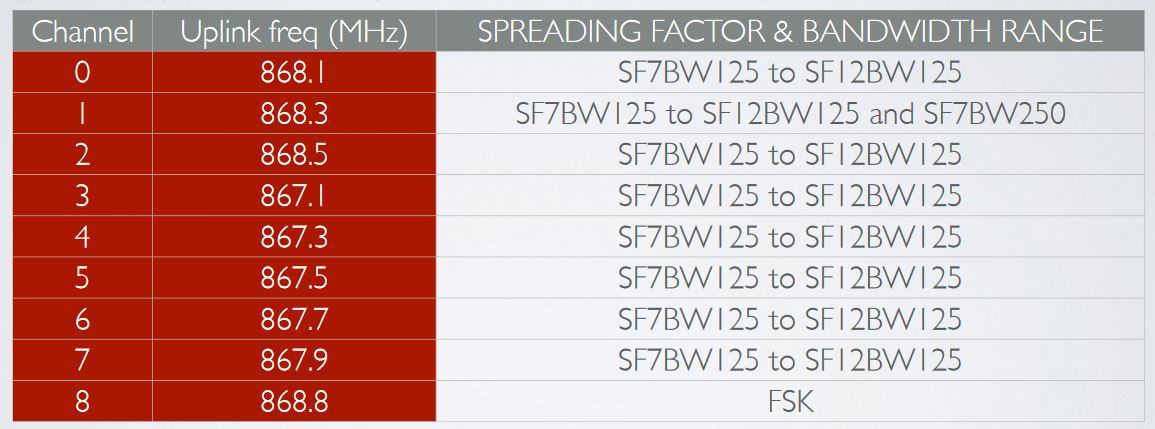 Channel Uplink freq (MHz) SPREADING FACTOR & BANDWIDTH RANGE
0 868.1 SF7BW125 to SF12BW125
1 868.3 SF7BW125 to SF12BW125 and SF7BW250
2 868.5 SF7BW125 to SF12BW125
3 867.1 SF7BW125 to SF12BW125
4 867.3 SF7BW125 to SF12BW125
5 867.5 SF7BW125 to SF12BW125
6 867.7 SF7BW125 to SF12BW125
7 867.9 SF7BW125 to SF12BW125
8 868.8 FSK